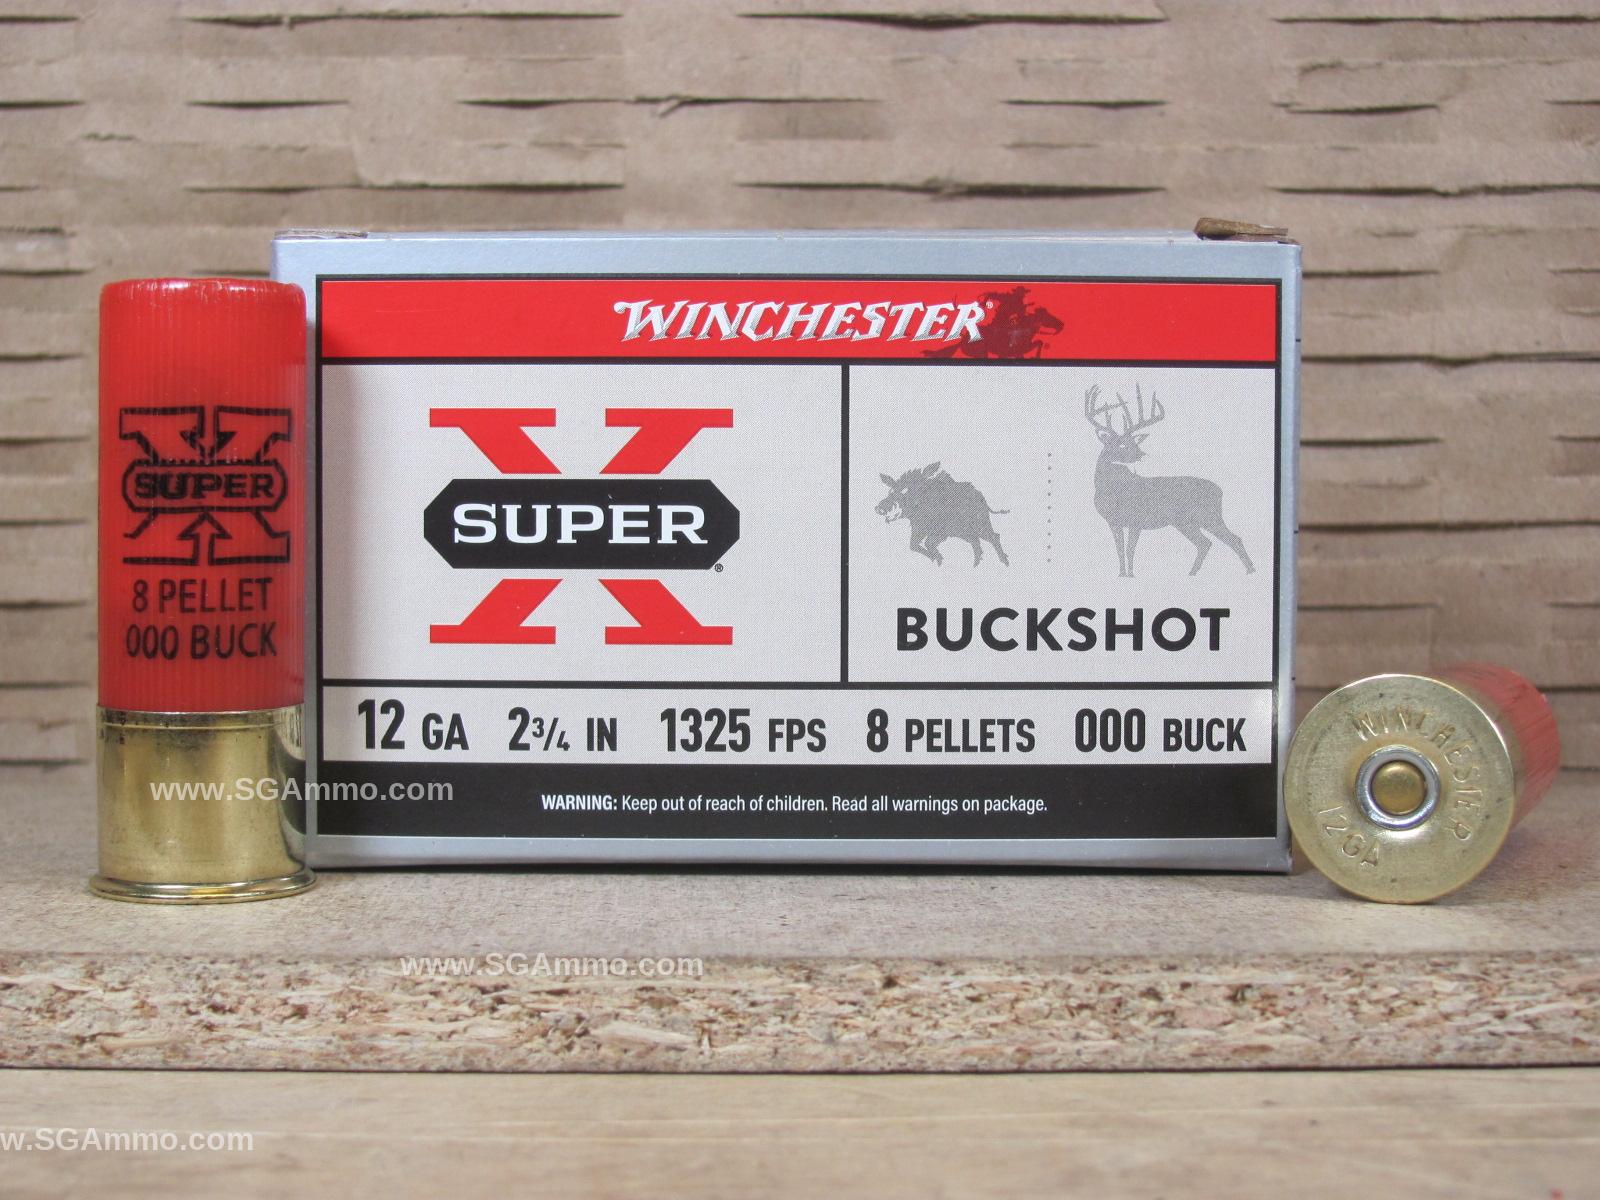 WINCHESTER®
X
SUPER
®
BUCKSHOT
12 GA 2¾ IN 1325 FPS 8 PELLETS 000 BUCK
WARNING: Keep out of reach of children. Read all warnings on package.
X
SUPER
8 PELLET
000 BUCK
WINCHESTER
12GA
www.SGAmmo.com
www.SGAmmo.com
w.SGAmmo.com